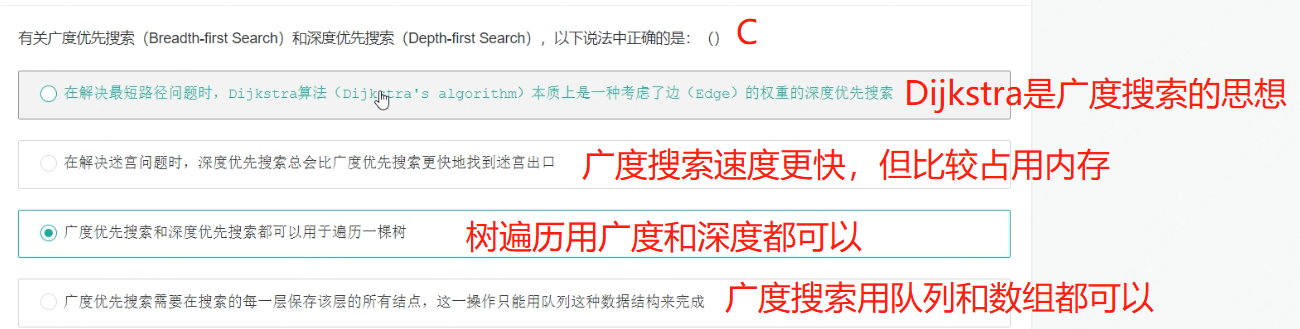 有关广度优先搜索（Breadth-first Search）和深度优先搜索（Depth-first Search），以下说法中正确的是：（） C
在解决最短路径问题时，Dijkstra算法（Dijkstra's algorithm）本质上是一种考虑了边（Edge）的权重的深度优先搜索 Dijkstra是广度搜索的思想
在解决迷宫问题时，深度优先搜索总会比广度优先搜索更快地找到迷宫出口 广度搜索速度更快，但比较占用内存
广度优先搜索和深度优先搜索都可以用于遍历一棵树 树遍历用广度和深度都可以
广度优先搜索需要在搜索的每一层保存该层的所有结点，这一操作只能用队列这种数据结构来完成 广度搜索用队列和数组都可以